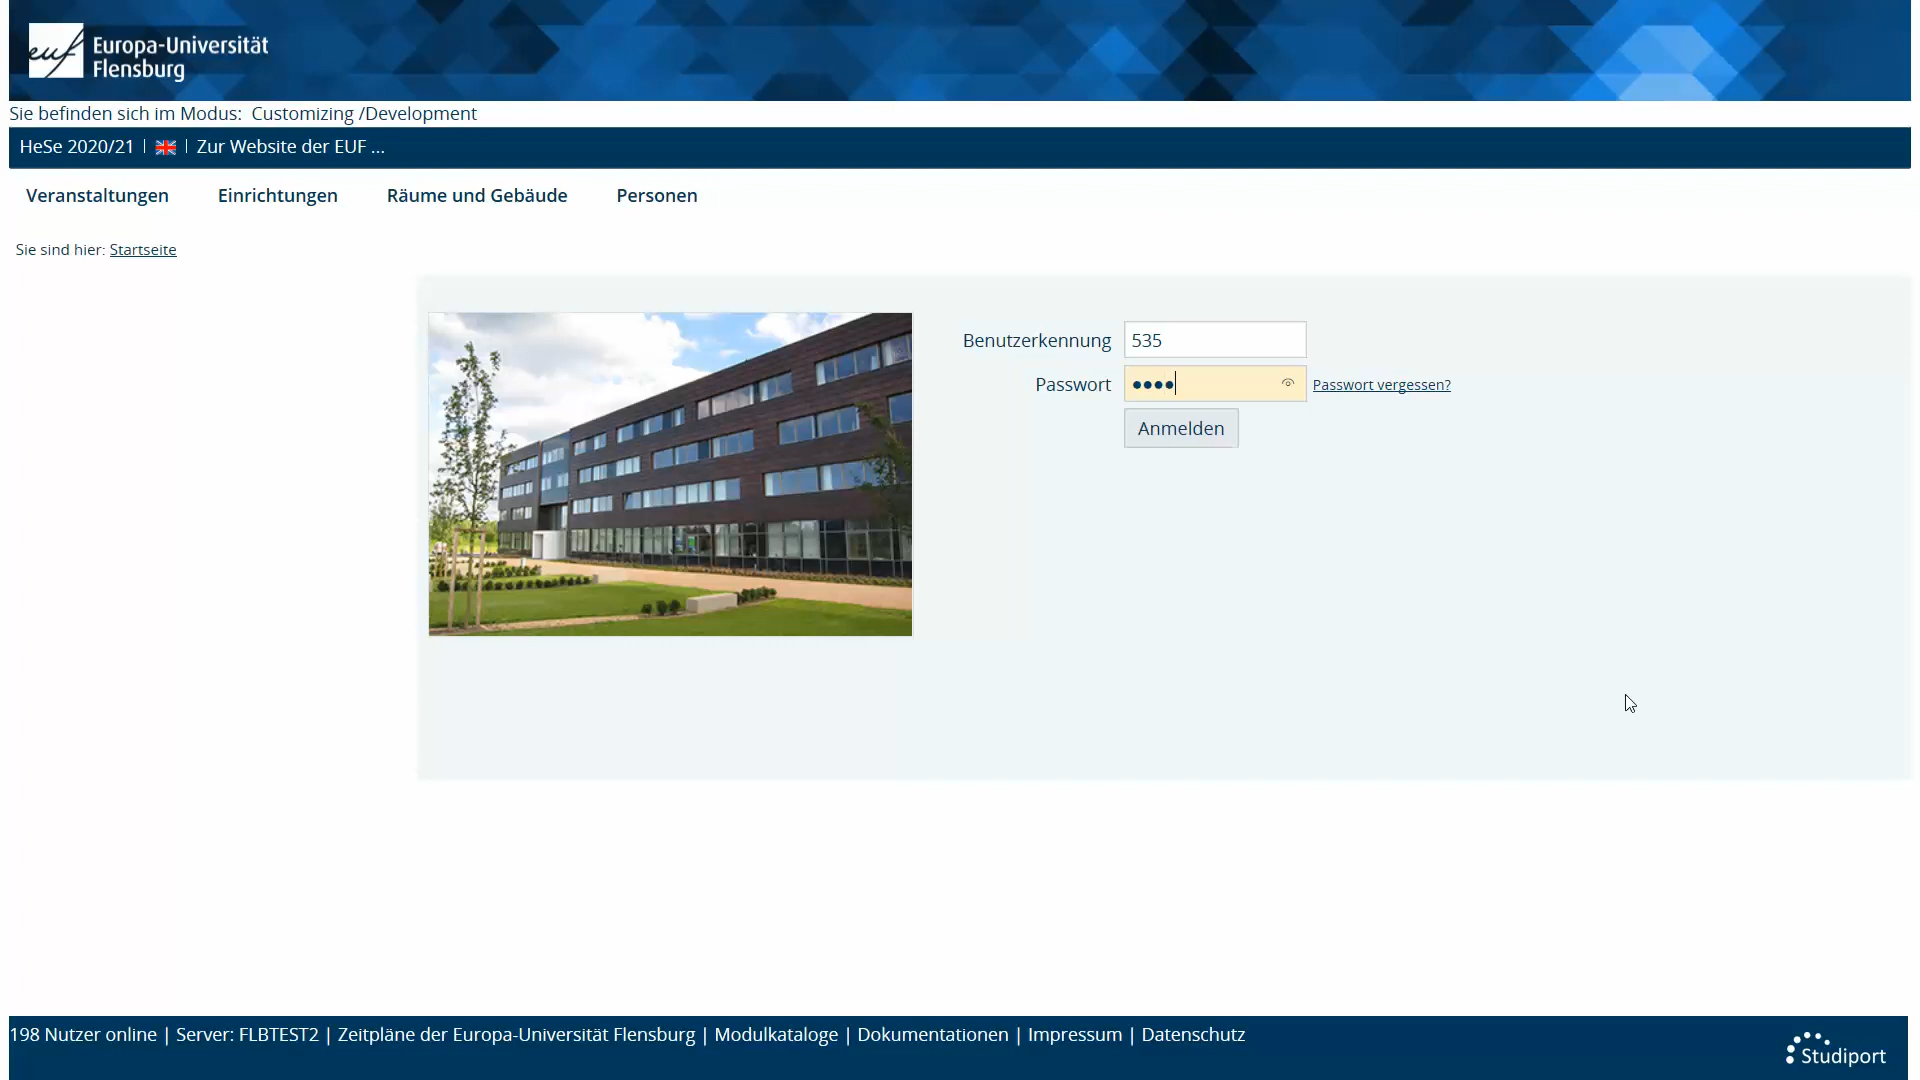 euf Europa-Universität
Flensburg
Sie befinden sich im Modus: Customizing /Development
HeSe 2020/21 | Zur Website der EUF ...
Veranstaltungen Einrichtungen Räume und Gebäude Personen
Sie sind hier: Startseite
Benutzerkennung 535
Passwort •••• Passwort vergessen?
Anmelden
198 Nutzer online | Server: FLBTEST2 | Zeitpläne der Europa-Universität Flensburg | Modulkataloge | Dokumentationen | Impressum | Datenschutz
Studiport